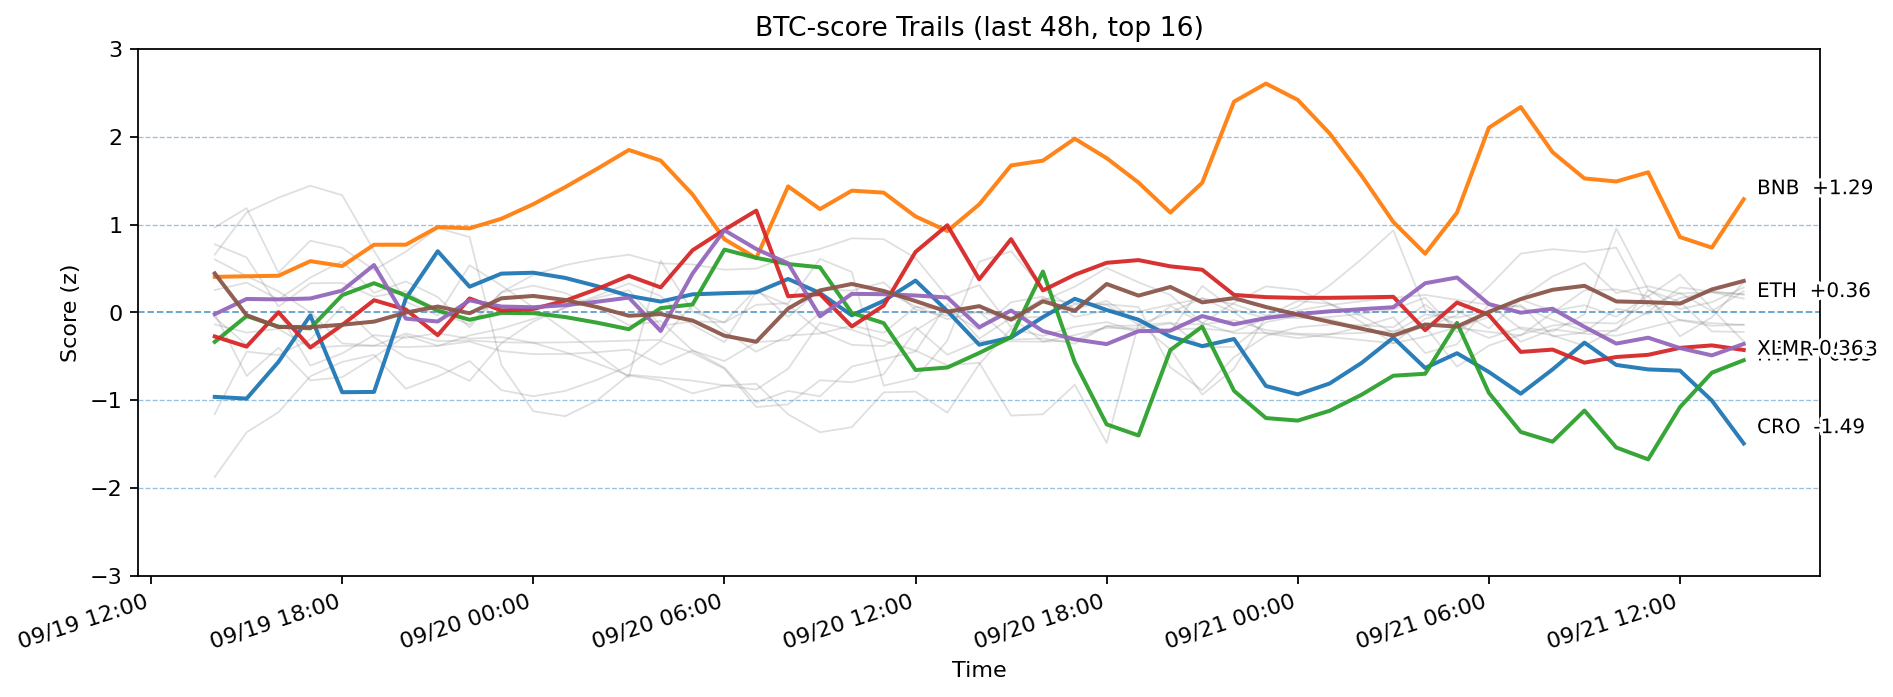 BTC-score Trails (last 48h, top 16)
3
2
1
0
−1
−2
−3
Score (z)
BNB +1.29
ETH +0.36
CRO -1.49
09/19 12:00
09/19 18:00
09/20 00:00
09/20 06:00
09/20 12:00
09/20 18:00
09/21 00:00
09/21 06:00
09/21 12:00
Time